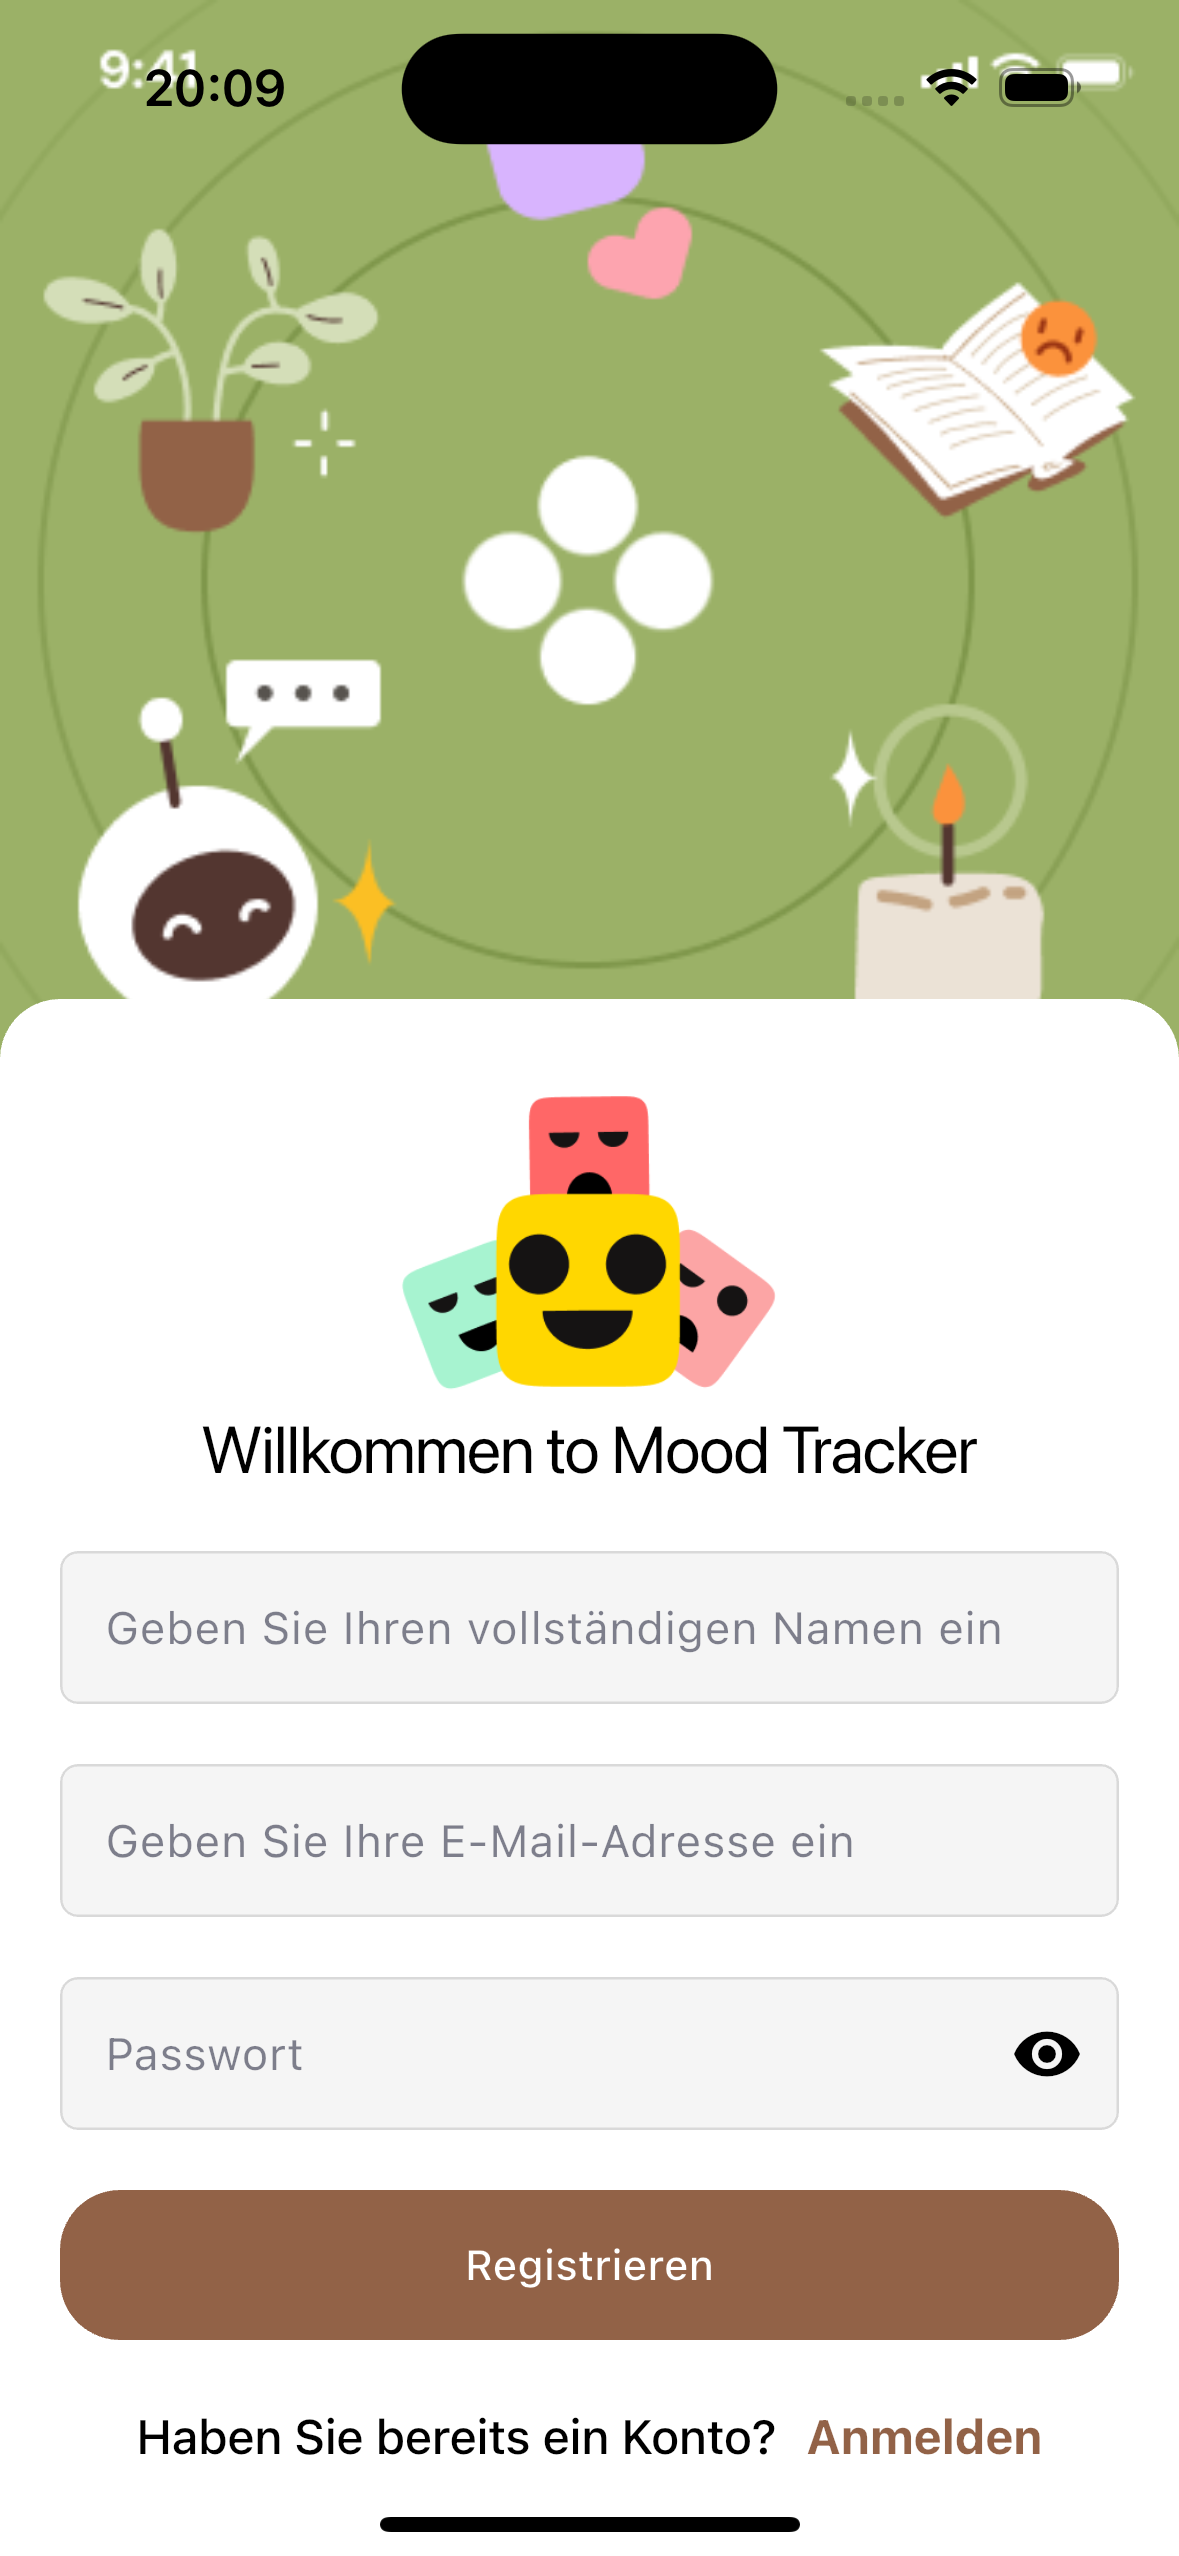 9:41
20:09
Willkommen to Mood Tracker
Geben Sie Ihren vollständigen Namen ein
Geben Sie Ihre E-Mail-Adresse ein
Passwort
Registrieren
Haben Sie bereits ein Konto? Anmelden